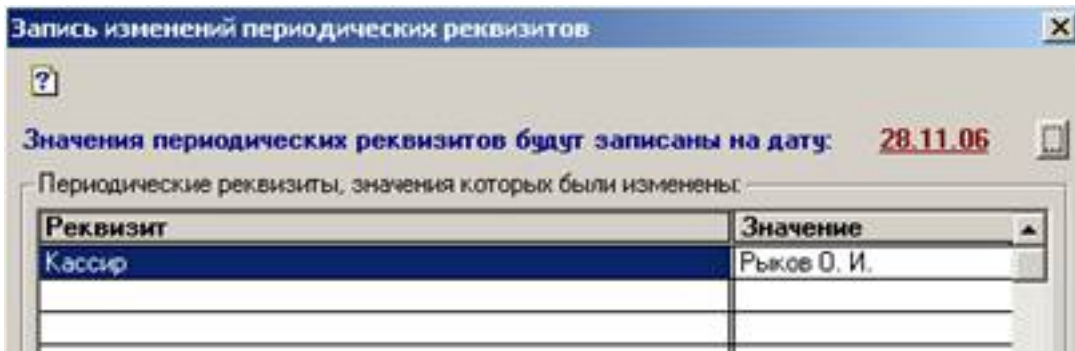 Запись изменений периодических реквизитов
Значения периодических реквизитов будут записаны на дату: 28.11.06
Периодические реквизиты, значения которых были изменены:
Реквизит Значение
Кассир Рыков О. И.